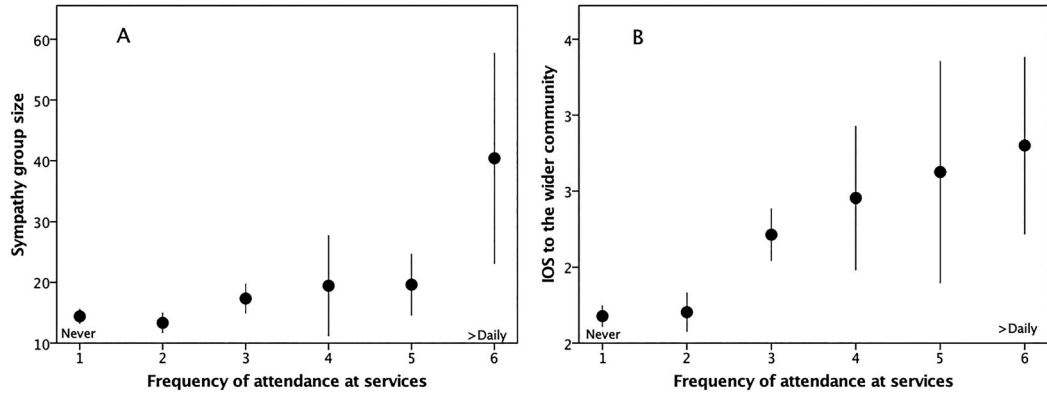 A
Sympathy group size
60
50
40
30
20
10
Never
>Daily
1 2 3 4 5 6
Frequency of attendance at services
B
IOS to the wider community
4
3
3
2
2
Never
>Daily
1 2 3 4 5 6
Frequency of attendance at services